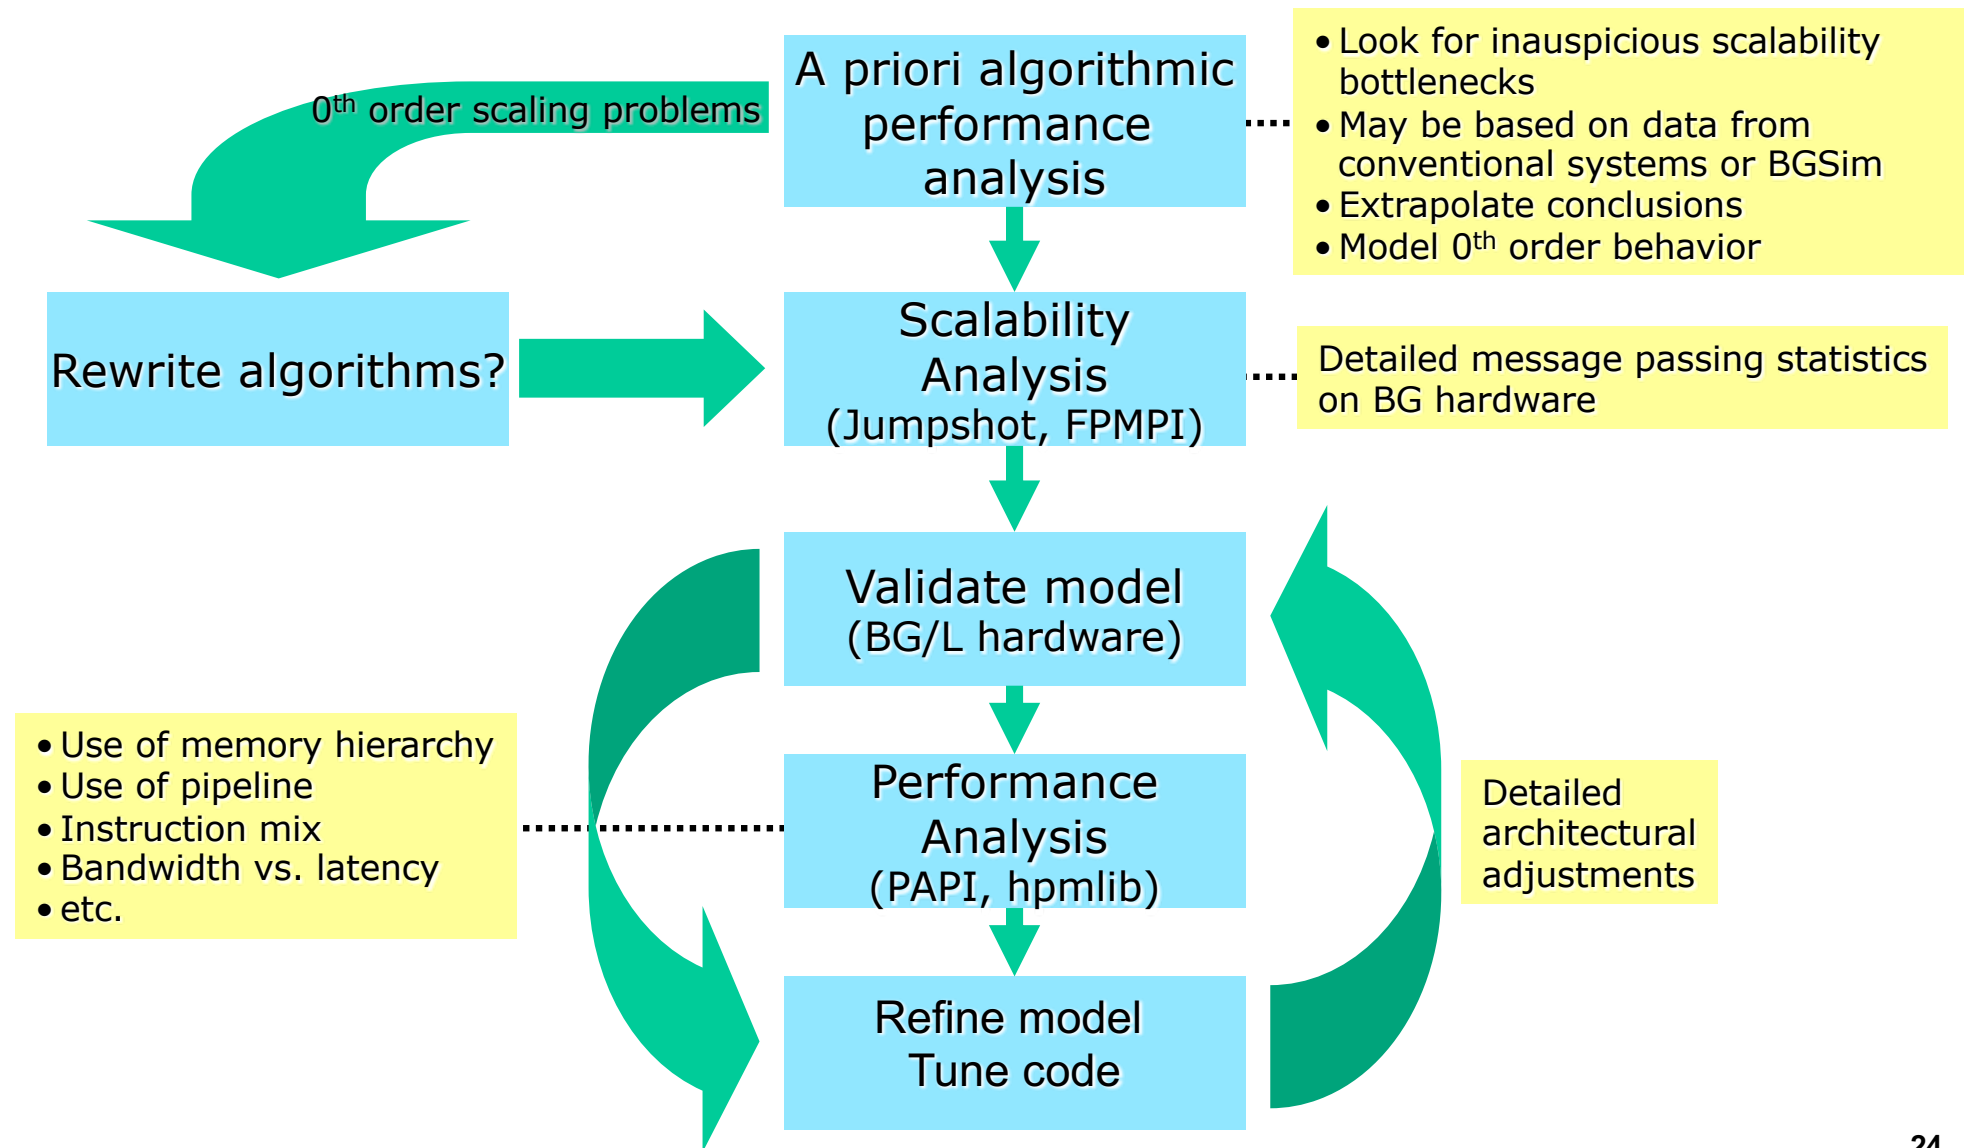 0th order scaling problems
A priori algorithmic
performance
analysis
• Look for inauspicious scalability
bottlenecks
• May be based on data from
conventional systems or BGSim
• Extrapolate conclusions
• Model 0th order behavior
Rewrite algorithms?
Scalability
Analysis
(Jumpshot, FPMPI)
Detailed message passing statistics
on BG hardware
Validate model
(BG/L hardware)
• Use of memory hierarchy
• Use of pipeline
• Instruction mix
• Bandwidth vs. latency
• etc.
Performance
Analysis
(PAPI, hpmlib)
Detailed
architectural
adjustments
Refine model
Tune code
24